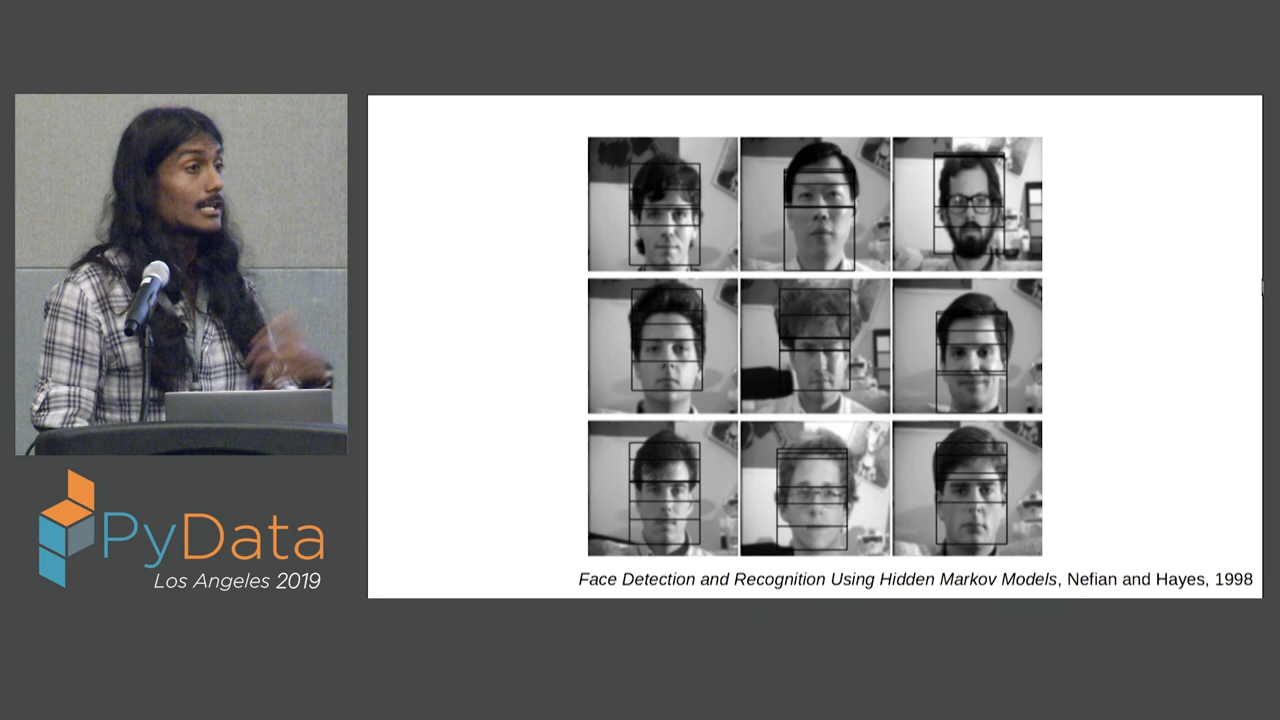 PyData
Los Angeles 2019
Face Detection and Recognition Using Hidden Markov Models, Nefian and Hayes, 1998